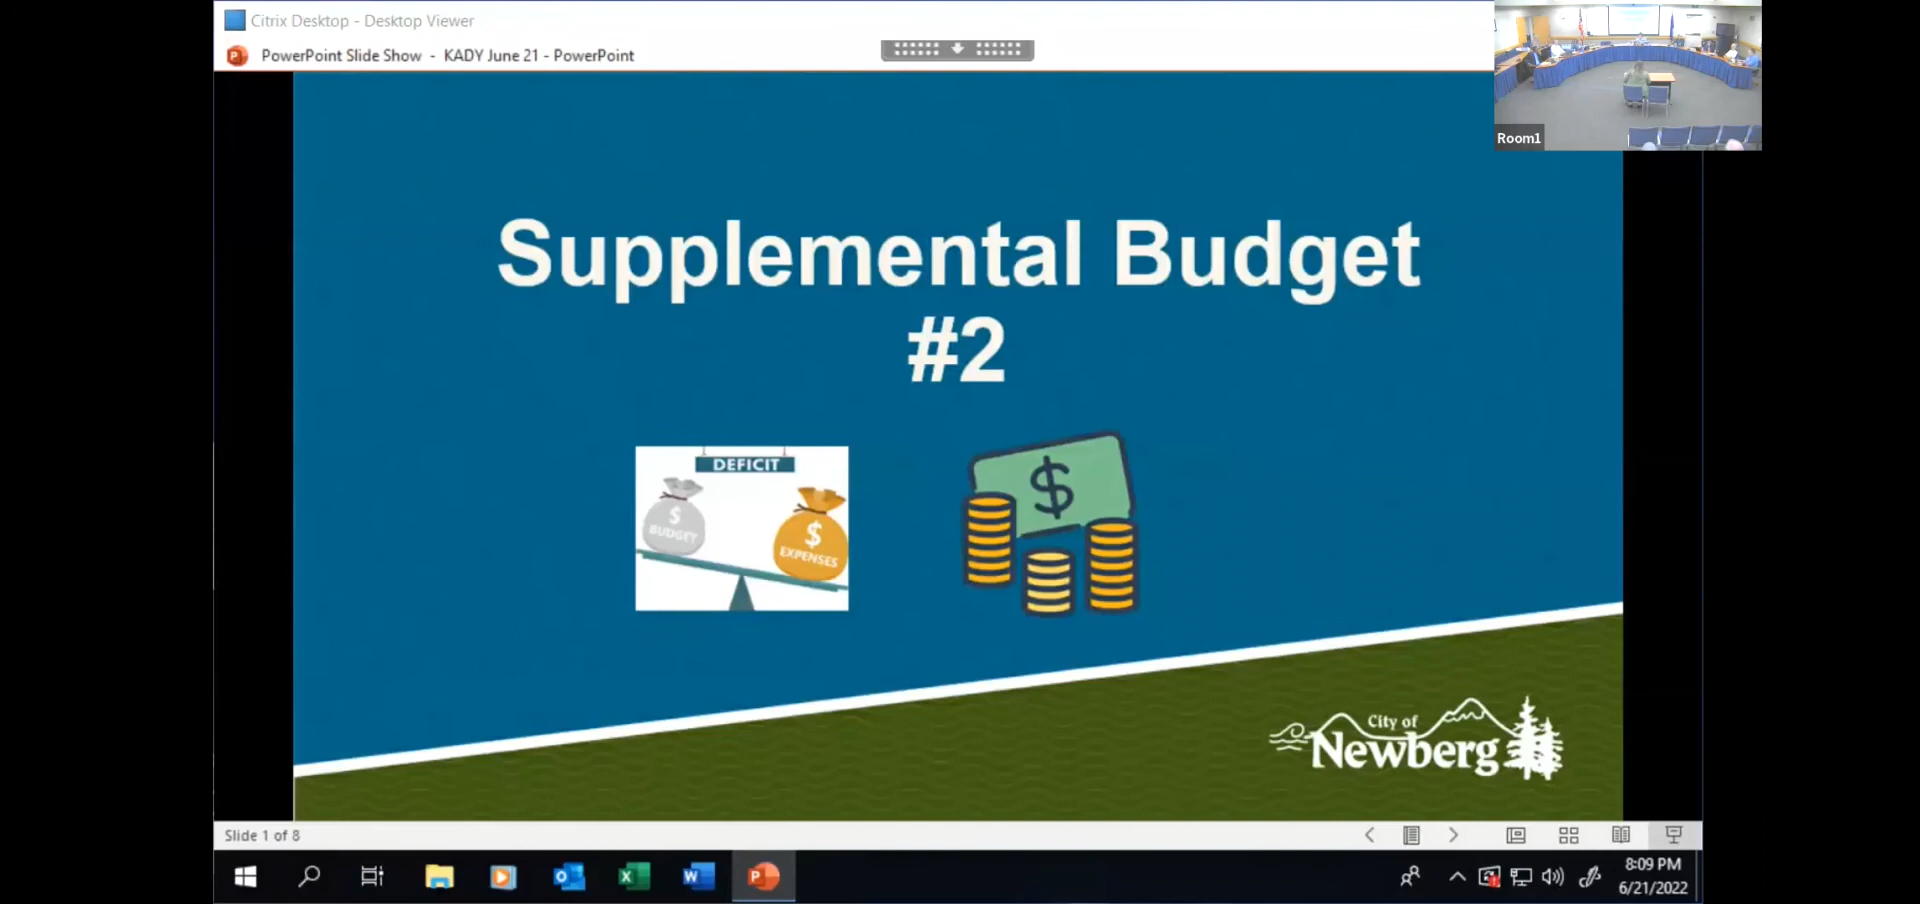 Citrix Desktop - Desktop Viewer
PowerPoint Slide Show - KADY June 21 - PowerPoint
Room1
Supplemental Budget
#2
DEFICIT
$
BUDGET
$
EXPENSES
$
City of
Newberg
Slide 1 of 8
8:09 PM
6/21/2022